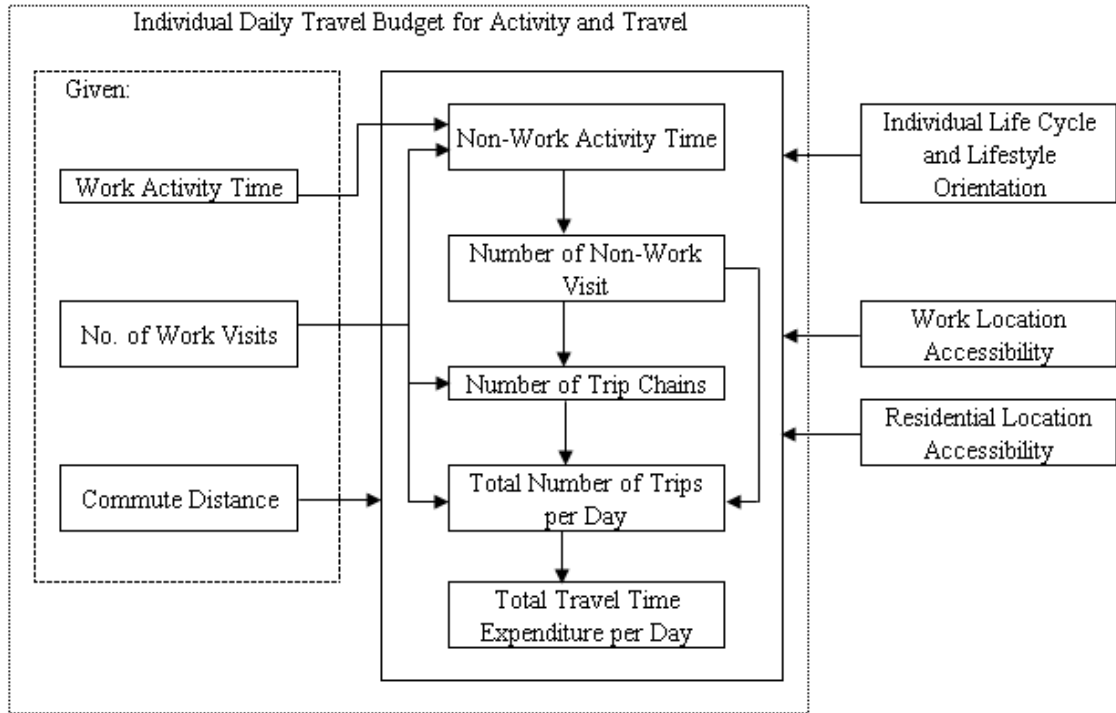 Individual Daily Travel Budget for Activity and Travel
Given:
Work Activity Time
No. of Work Visits
Commute Distance
Non-Work Activity Time
Number of Non-Work
Visit
Number of Trip Chains
Total Number of Trips
per Day
Total Travel Time
Expenditure per Day
Individual Life Cycle
and Lifestyle
Orientation
Work Location
Accessibility
Residential Location
Accessibility